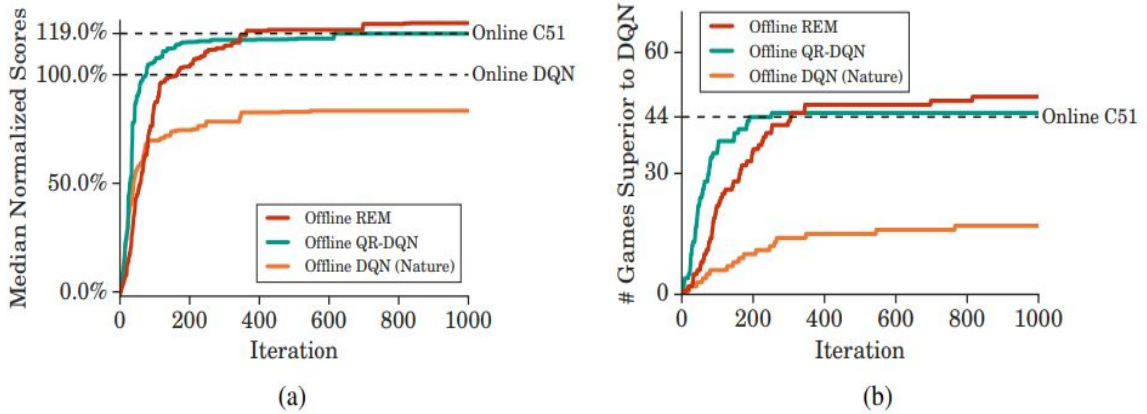 Median Normalized Scores
119.0%
100.0%
50.0%
0.0%
Online C51
Online DQN
Offline REM
Offline QR-DQN
Offline DQN (Nature)
0 200 400 600 800 1000
Iteration
(a)
# Games Superior to DQN
60
44
30
0
Offline REM
Offline QR-DQN
Offline DQN (Nature)
Online C51
0 200 400 600 800 1000
Iteration
(b)